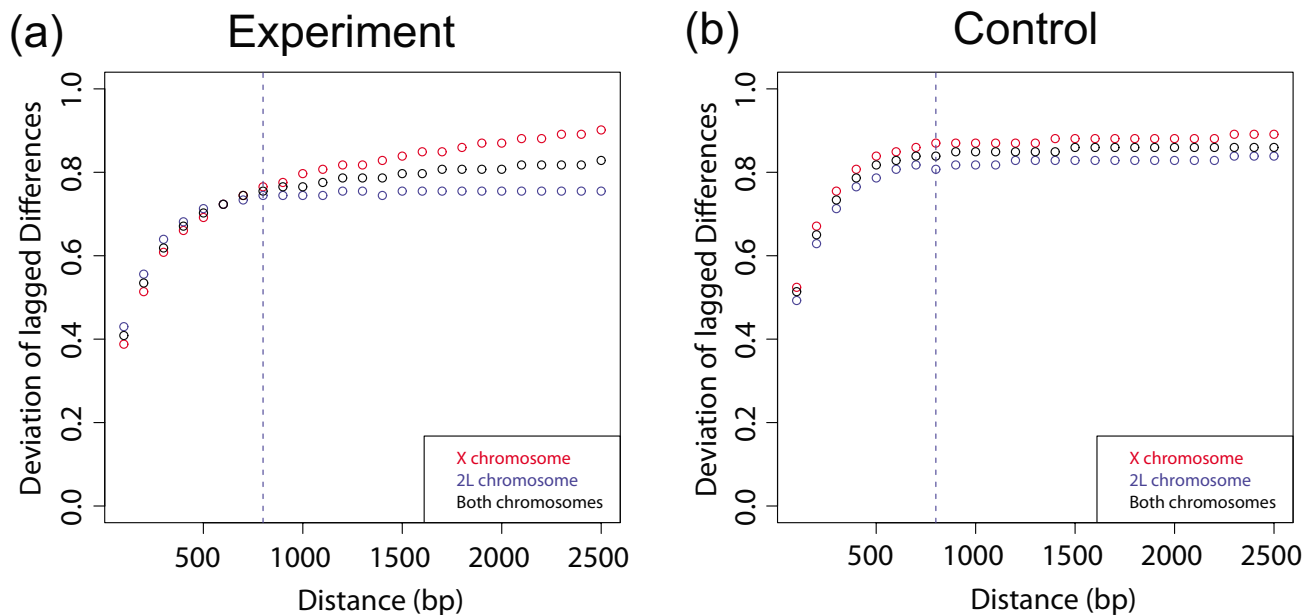 (a) Experiment
Deviation of lagged Differences
1.0
0.8
0.6
0.4
0.2
0.0
X chromosome
2L chromosome
Both chromosomes
500 1000 1500 2000 2500
Distance (bp)
(b) Control
Deviation of lagged Differences
1.0
0.8
0.6
0.4
0.2
0.0
X chromosome
2L chromosome
Both chromosomes
500 1000 1500 2000 2500
Distance (bp)